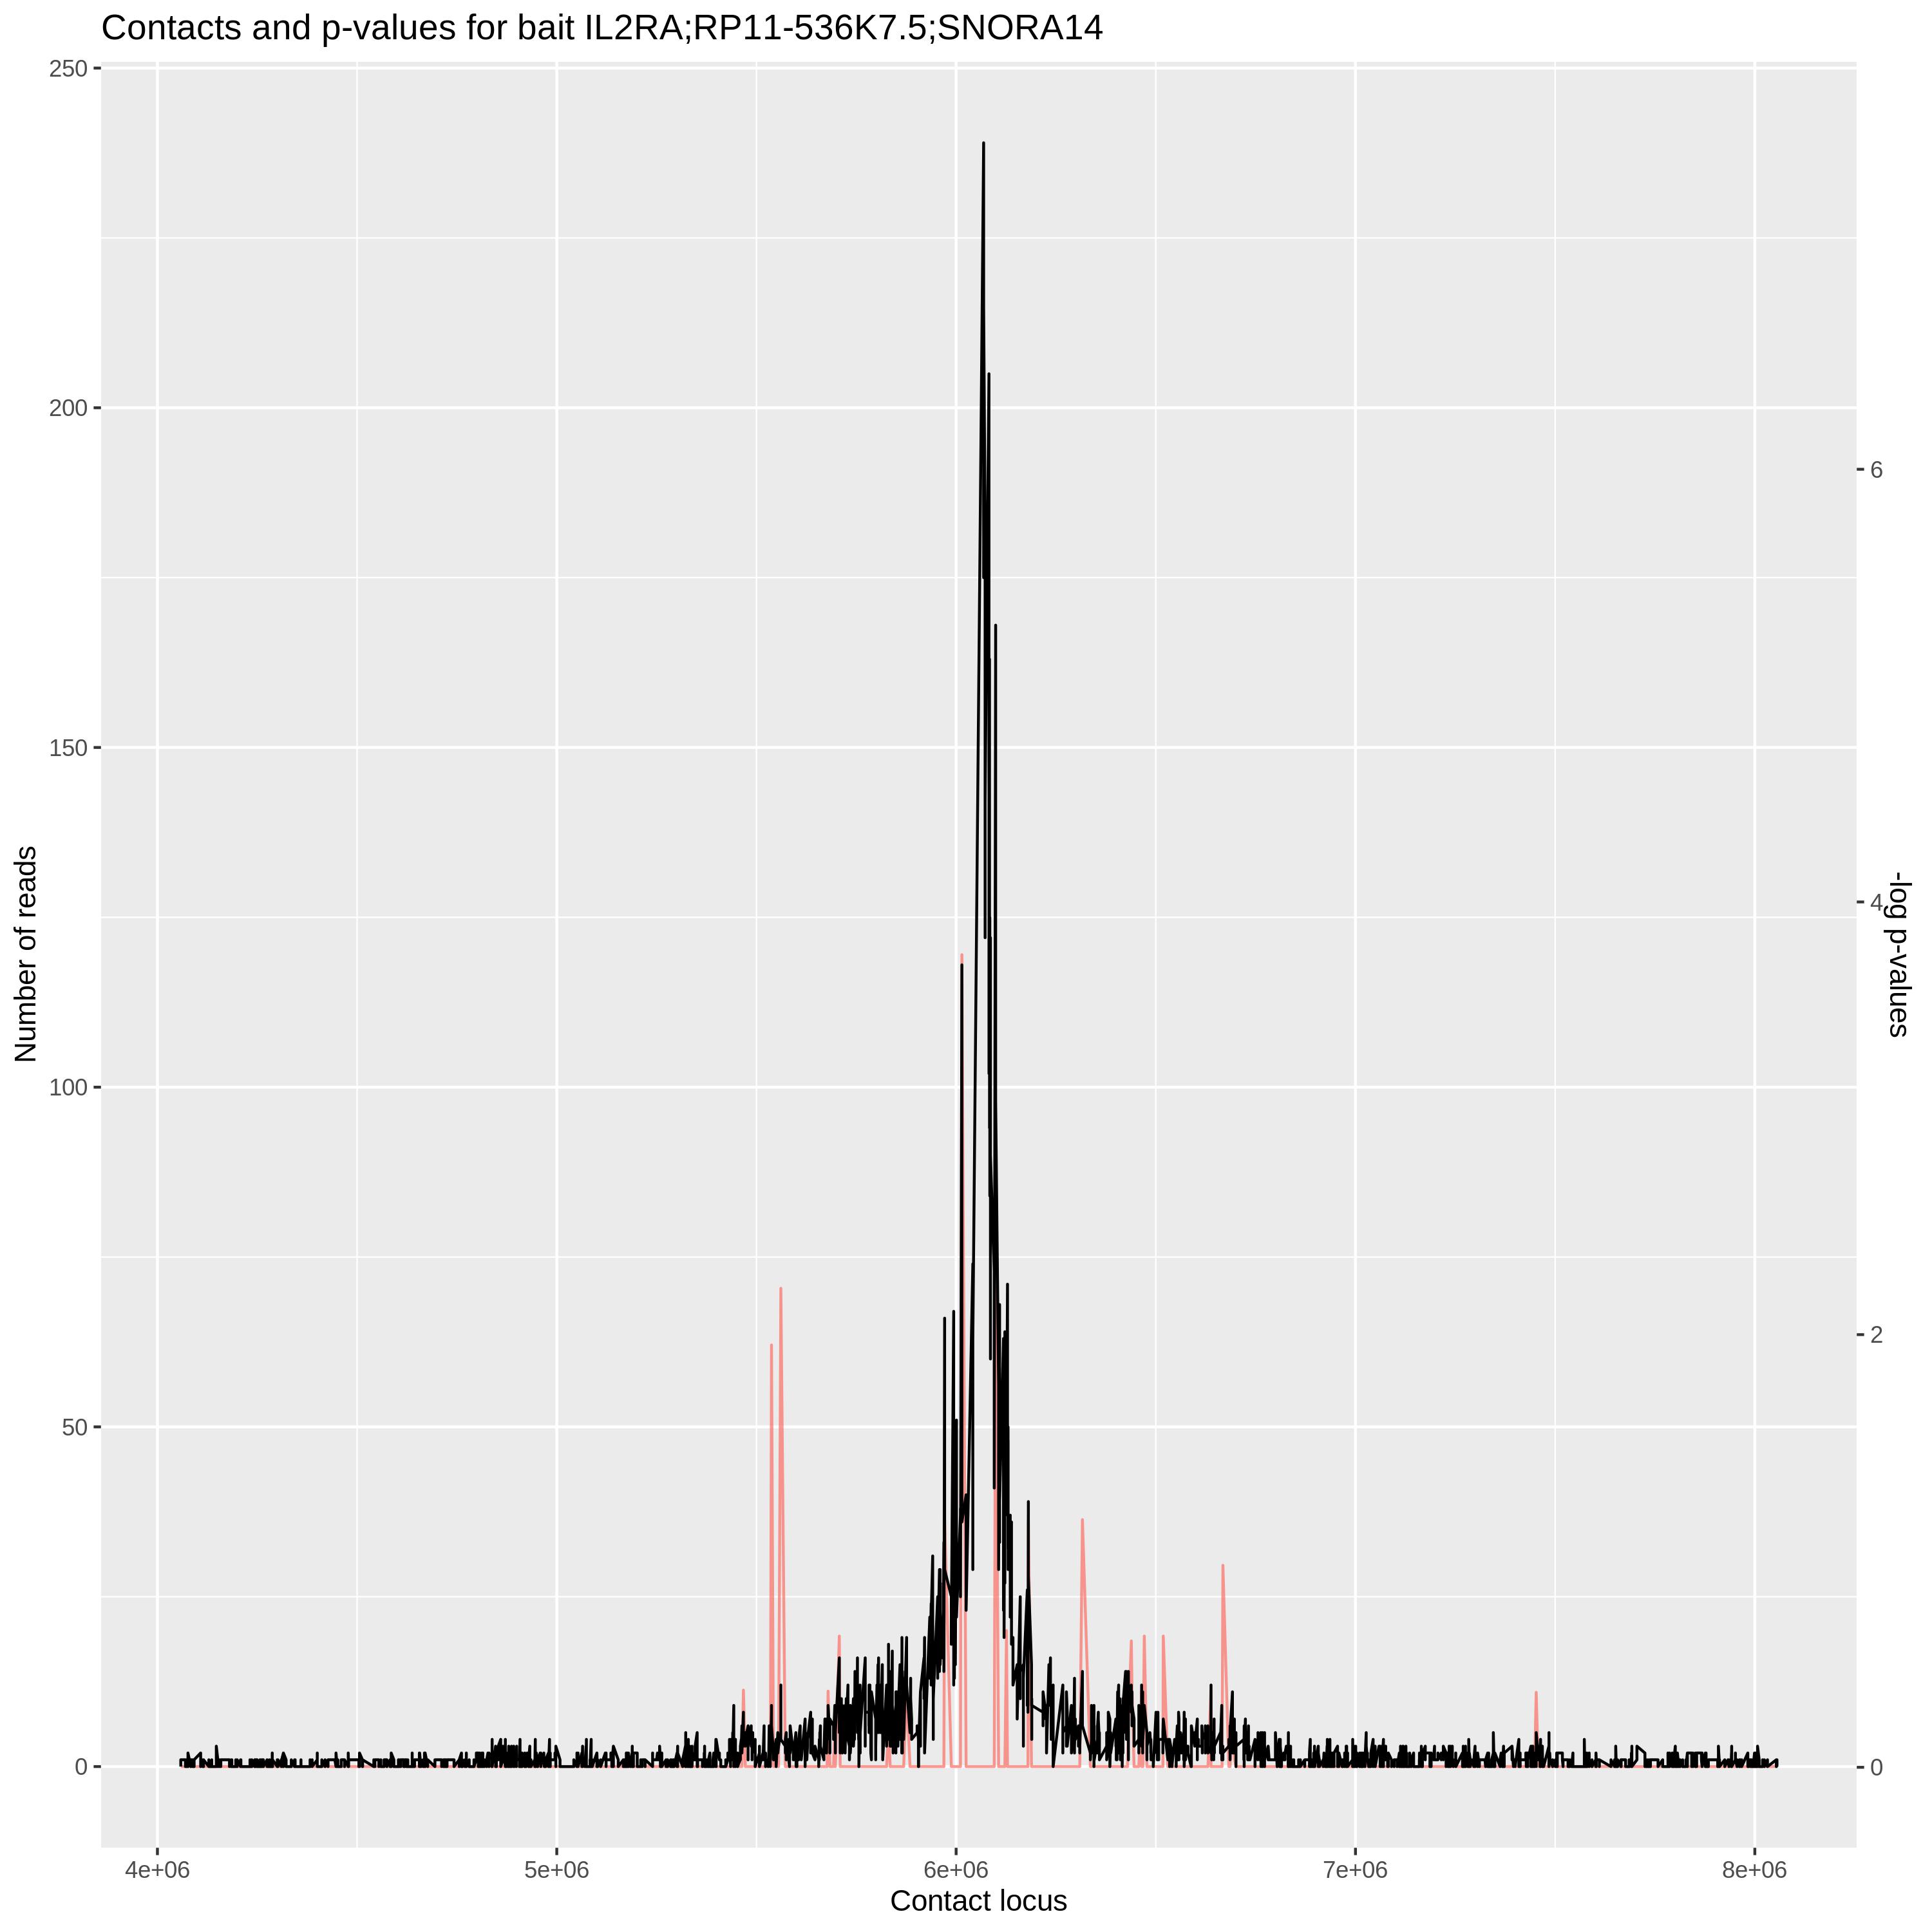 Contacts and p-values for bait IL2RA;RP11-536K7.5;SNORA14
250
200
150
100
50
0
Number of reads
6
4
2
0
-log p-values
4e+06
5e+06
6e+06
7e+06
8e+06
Contact locus